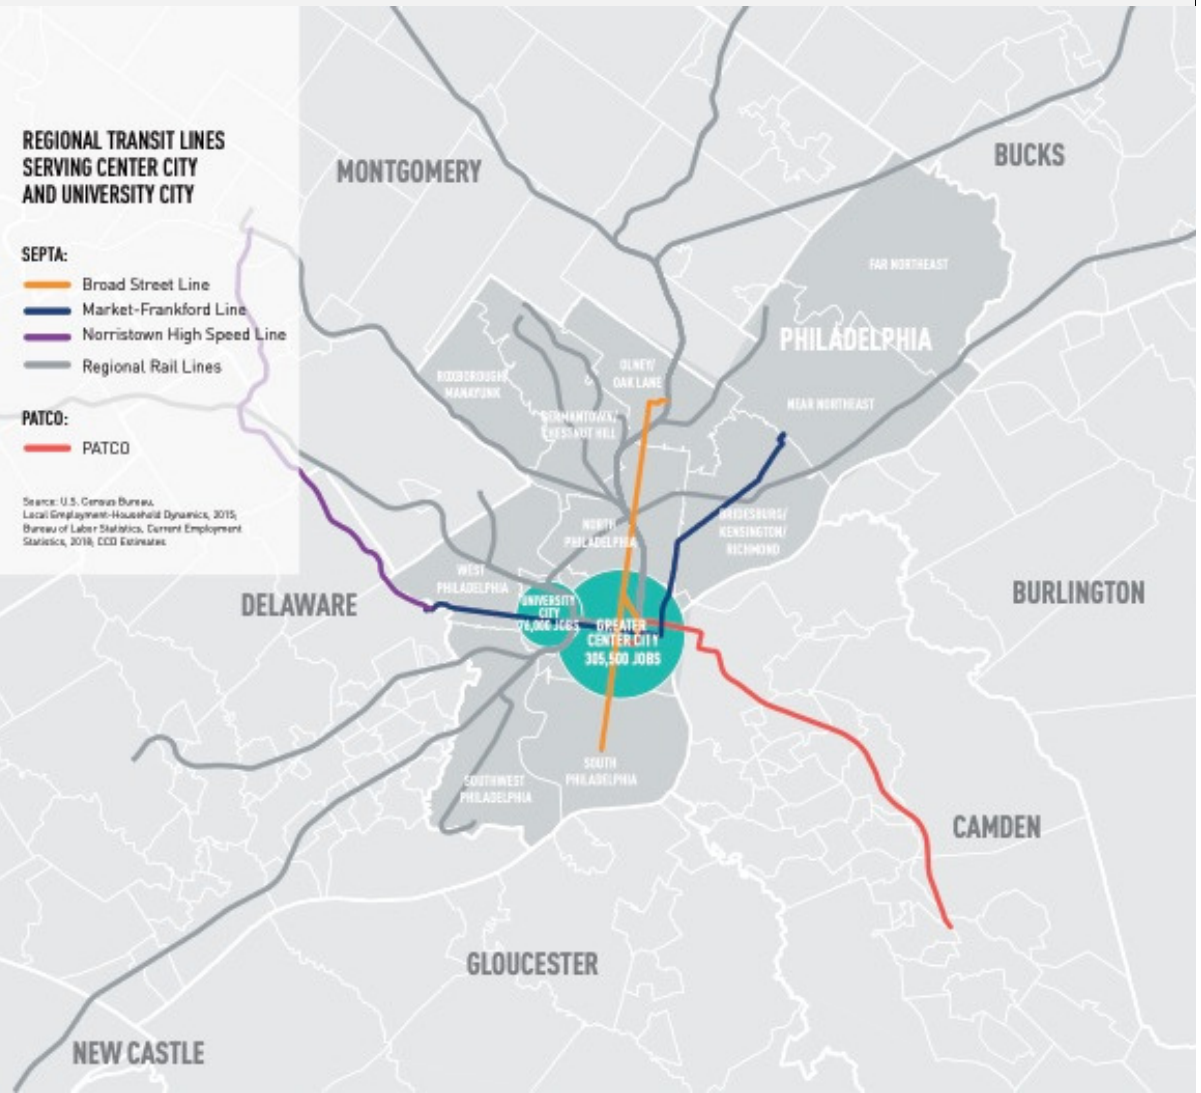 REGIONAL TRANSIT LINES
SERVING CENTER CITY
AND UNIVERSITY CITY
SEPTA:
Broad Street Line
Market-Frankford Line
Norristown High Speed Line
Regional Rail Lines
PATCO:
PATCO
Source: U.S. Census Bureau,
Local Employment-Household Dynamics, 2015;
Bureau of Labor Statistics, Current Employment
Statistics, 2018; CCD Estimates
MONTGOMERY
BUCKS
FAR NORTHEAST
PHILADELPHIA
OLNEY/
OAK LANE
ROXBOROUGH/
MANAYUNK
NEAR NORTHEAST
GERMANTOWN/
CHESTNUT HILL
BRIDESBURG/
KENSINGTON/
RICHMOND
NORTH
PHILADELPHIA
WEST
PHILADELPHIA
DELAWARE
UNIVERSITY
CITY
76,000 JOBS
GREATER
CENTER CITY
305,500 JOBS
BURLINGTON
SOUTH
PHILADELPHIA
SOUTHWEST
PHILADELPHIA
CAMDEN
GLOUCESTER
NEW CASTLE